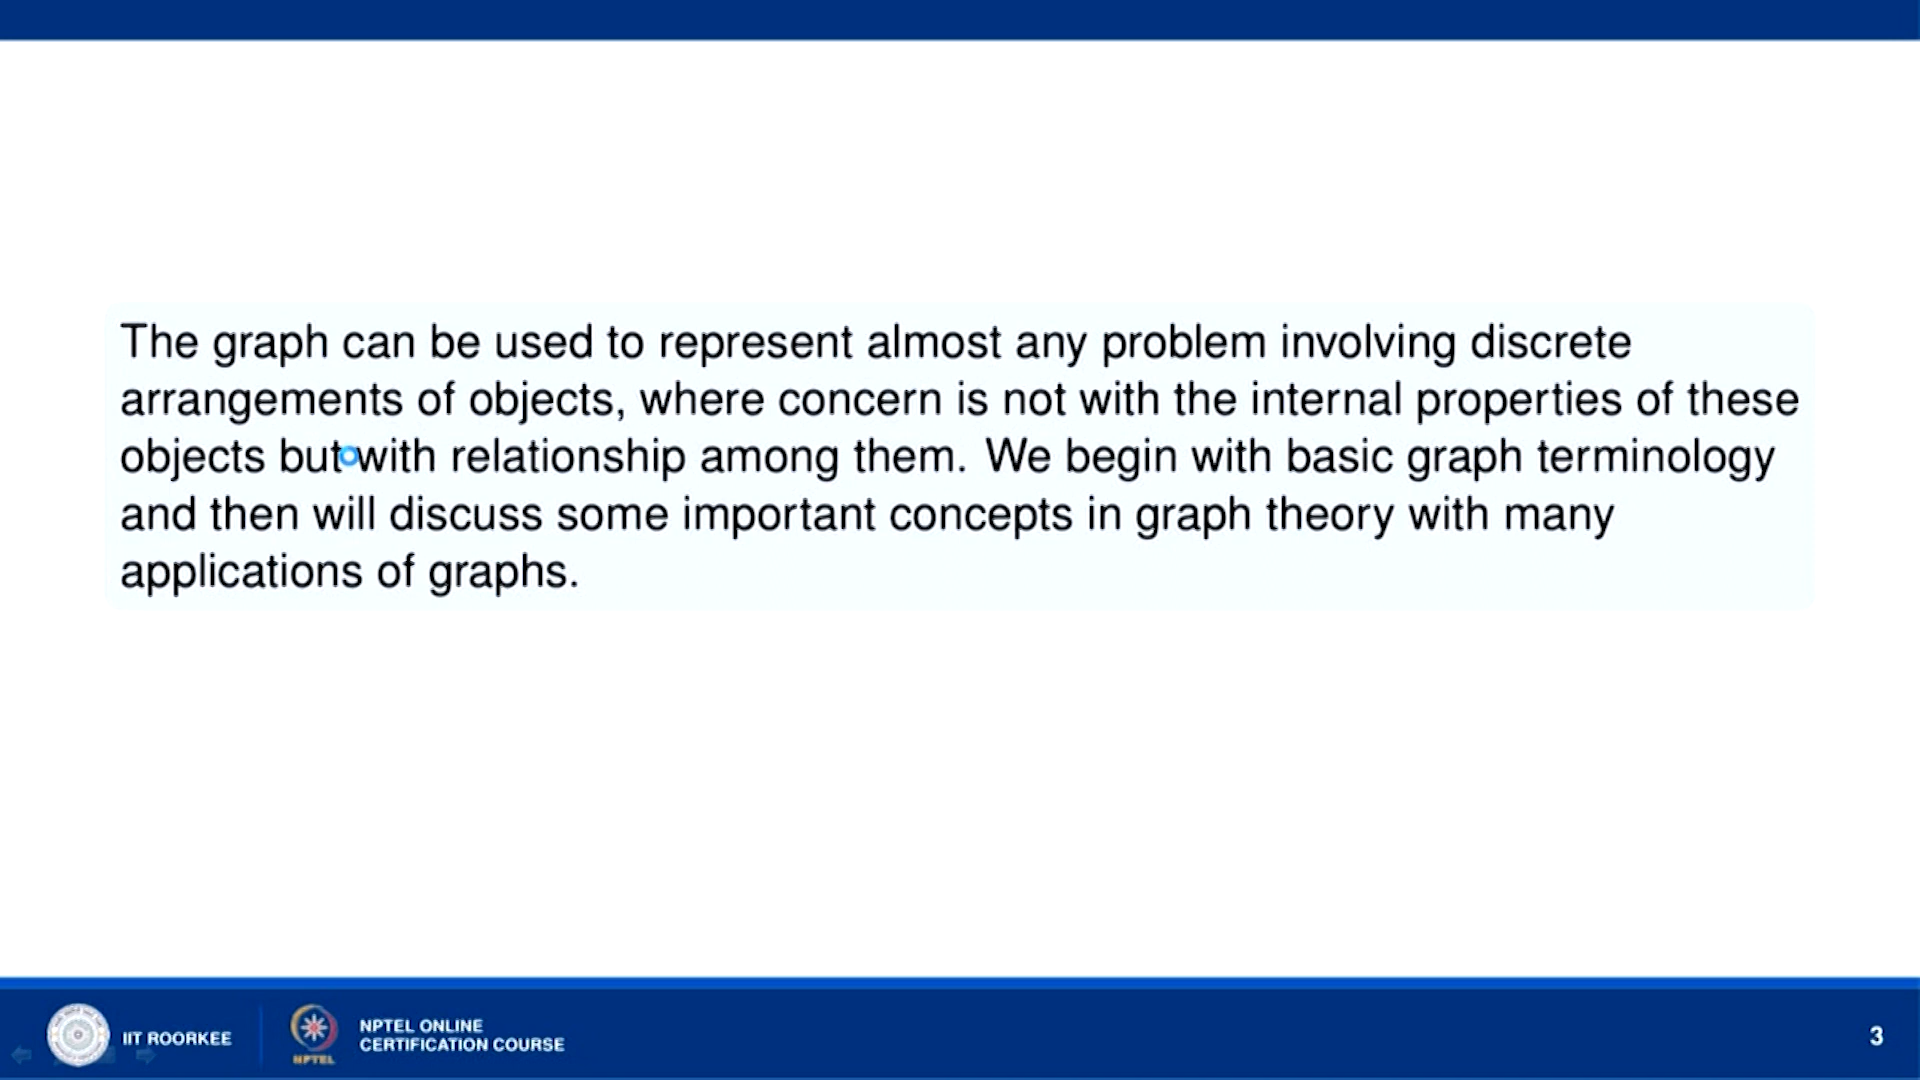 The graph can be used to represent almost any problem involving discrete
arrangements of objects, where concern is not with the internal properties of these
objects but with relationship among them. We begin with basic graph terminology
and then will discuss some important concepts in graph theory with many
applications of graphs.
IIT ROORKEE
NPTEL
NPTEL ONLINE
CERTIFICATION COURSE
3